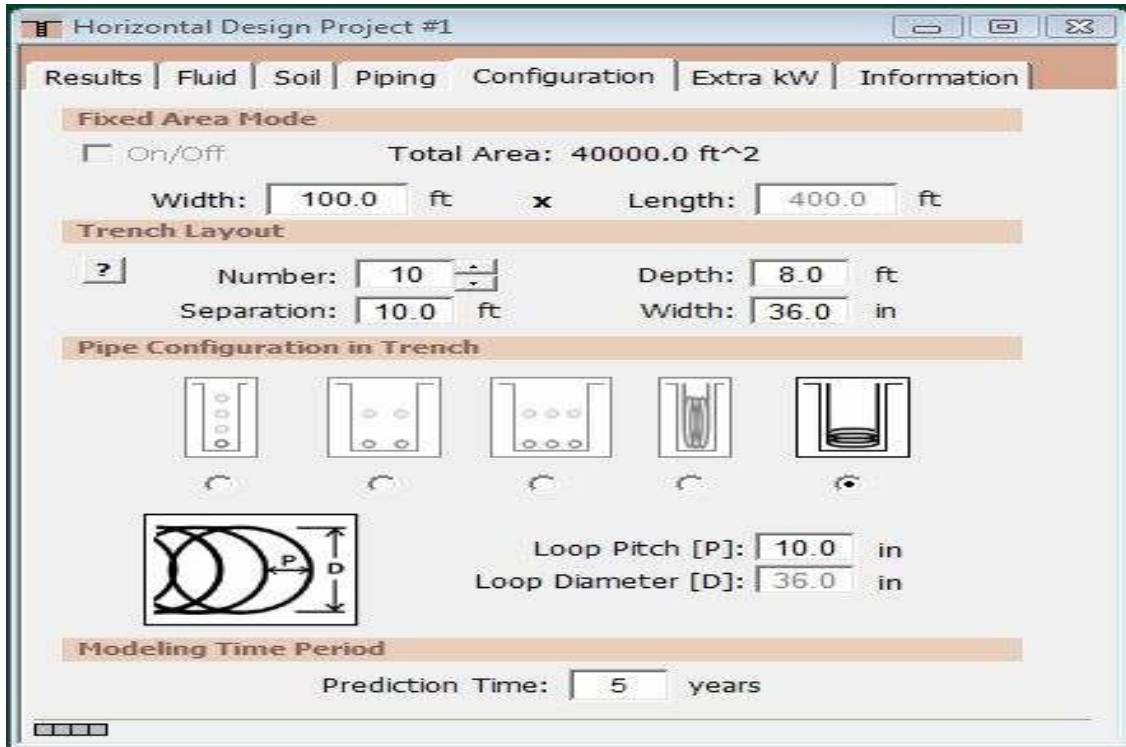 Horizontal Design Project #1
Results Fluid Soil Piping Configuration Extra kW Information
Fixed Area Mode
On/Off Total Area: 40000.0 ft^2
Width: 100.0 ft x Length: 400.0 ft
Trench Layout
? Number: 10 Depth: 8.0 ft
Separation: 10.0 ft Width: 36.0 in
Pipe Configuration in Trench
P D
Loop Pitch [P]: 10.0 in
Loop Diameter [D]: 36.0 in
Modeling Time Period
Prediction Time: 5 years